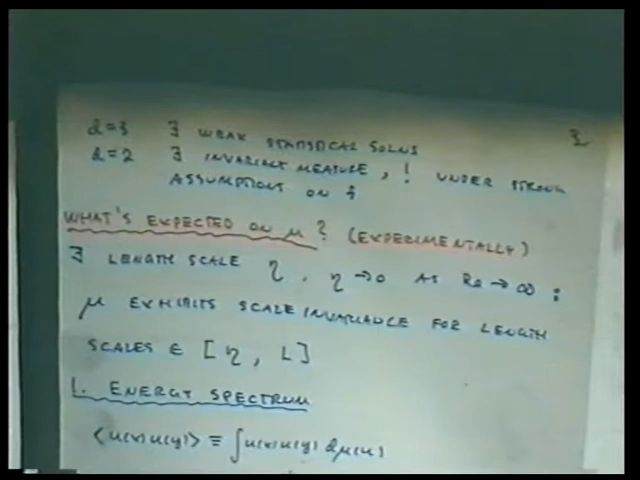 2
d=3 ∃ WEAK STATISTICAL SOLNS
d=2 ∃ INVARIANT MEASURE, ! UNDER STRONG
ASSUMPTIONS ON f
WHAT'S EXPECTED ON μ? (EXPERIMENTALLY)
∃ LENGTH SCALE η, η→0 AS Re→∞ :
μ EXHIBITS SCALE INVARIANCE FOR LENGTH
SCALES ∈ [η, L]
1. ENERGY SPECTRUM
<u(x)u(y)> ≡ ∫u(x)u(y) dμ(u)